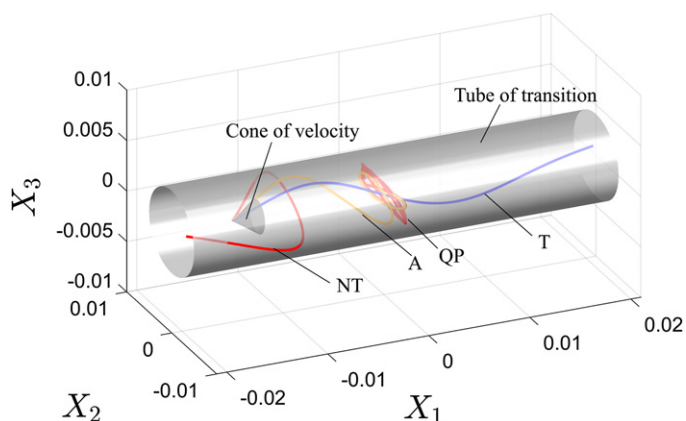 0.01
Tube of transition
0.005
Cone of velocity
0
X3
-0.005
-0.01
0.01
A
QP
T
NT
0.02
0
0.01
0
-0.01
-0.01
-0.02
X2
X1